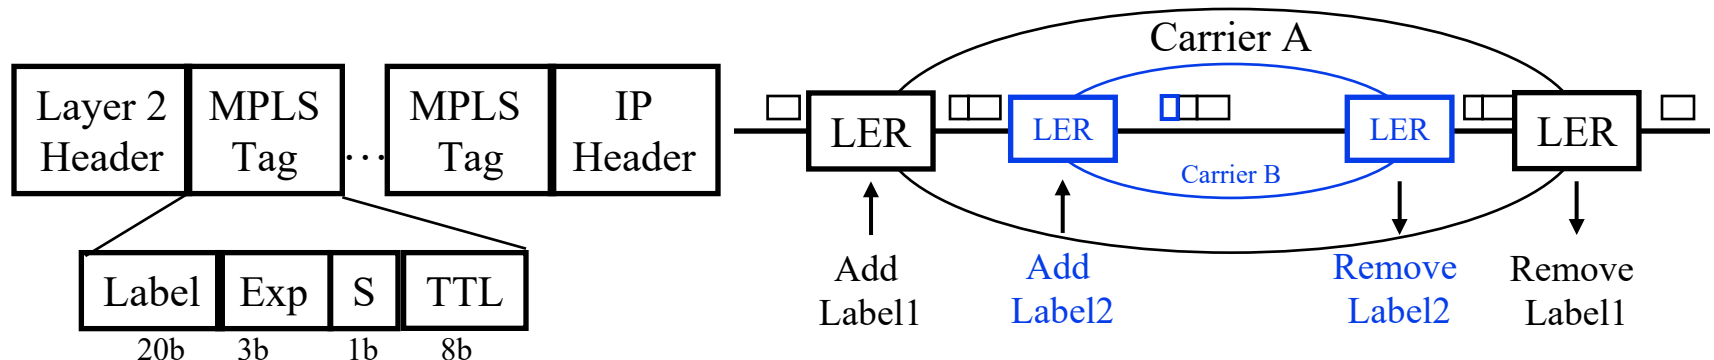 Layer 2
Header
MPLS
Tag
...
MPLS
Tag
IP
Header
Label
Exp
S
TTL
20b
3b
1b
8b
Carrier A
LER
LER
LER
LER
Carrier B
Add
Label1
Add
Label2
Remove
Label2
Remove
Label1